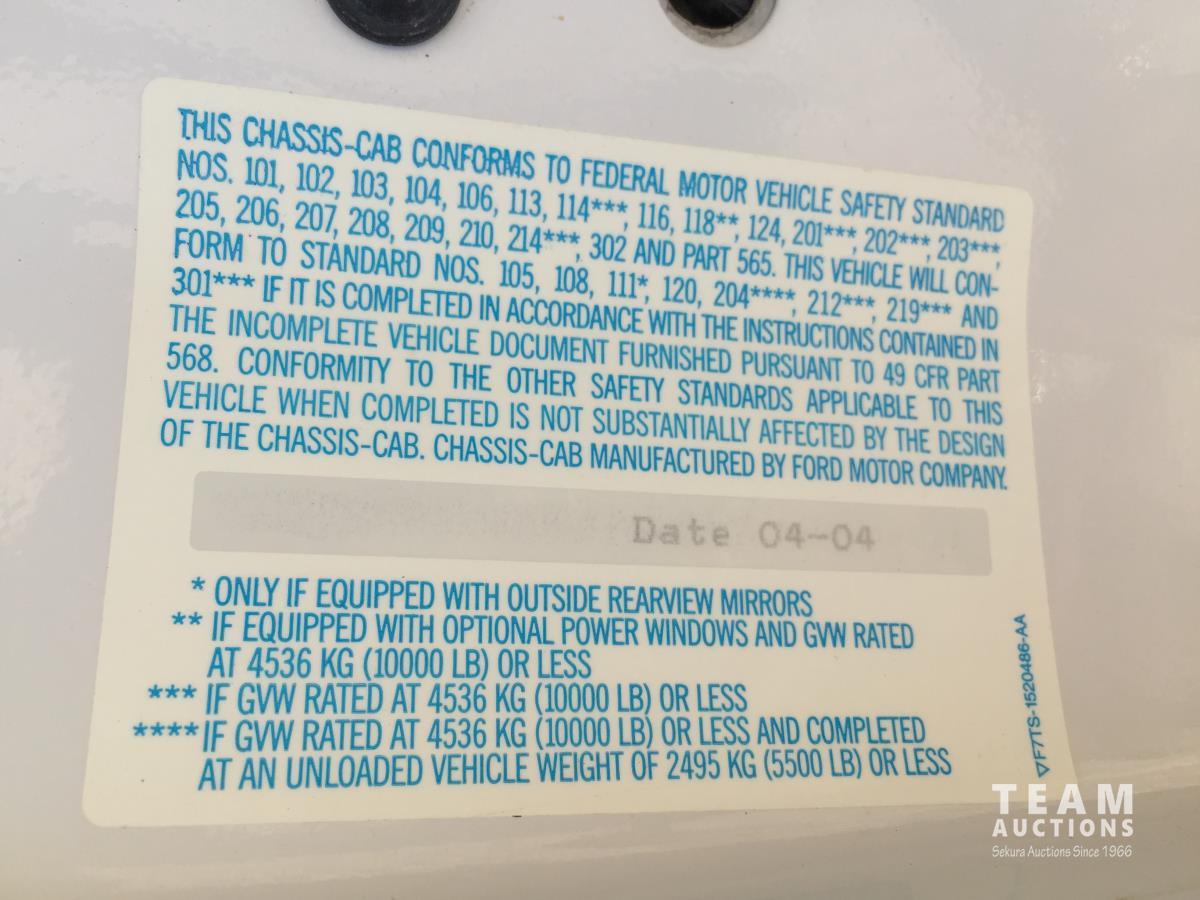 THIS CHASSIS-CAB CONFORMS TO FEDERAL MOTOR VEHICLE SAFETY STANDARD
NOS. 101, 102, 103, 104, 106, 113, 114***, 116, 118**, 124, 201***, 202***, 203***,
205, 206, 207, 208, 209, 210, 214***, 302 AND PART 565. THIS VEHICLE WILL CON-
FORM TO STANDARD NOS. 105, 108, 111*, 120, 204****, 212***, 219*** AND
301*** IF IT IS COMPLETED IN ACCORDANCE WITH THE INSTRUCTIONS CONTAINED IN
THE INCOMPLETE VEHICLE DOCUMENT FURNISHED PURSUANT TO 49 CFR PART
568. CONFORMITY TO THE OTHER SAFETY STANDARDS APPLICABLE TO THIS
VEHICLE WHEN COMPLETED IS NOT SUBSTANTIALLY AFFECTED BY THE DESIGN
OF THE CHASSIS-CAB. CHASSIS-CAB MANUFACTURED BY FORD MOTOR COMPANY.
Date 04-04
* ONLY IF EQUIPPED WITH OUTSIDE REARVIEW MIRRORS
** IF EQUIPPED WITH OPTIONAL POWER WINDOWS AND GVW RATED
AT 4536 KG (10000 LB) OR LESS
*** IF GVW RATED AT 4536 KG (10000 LB) OR LESS
**** IF GVW RATED AT 4536 KG (10000 LB) OR LESS AND COMPLETED
AT AN UNLOADED VEHICLE WEIGHT OF 2495 KG (5500 LB) OR LESS
▽F7TS-1520486-AA
TEAM
AUCTIONS
Sekura Auctions Since 1966